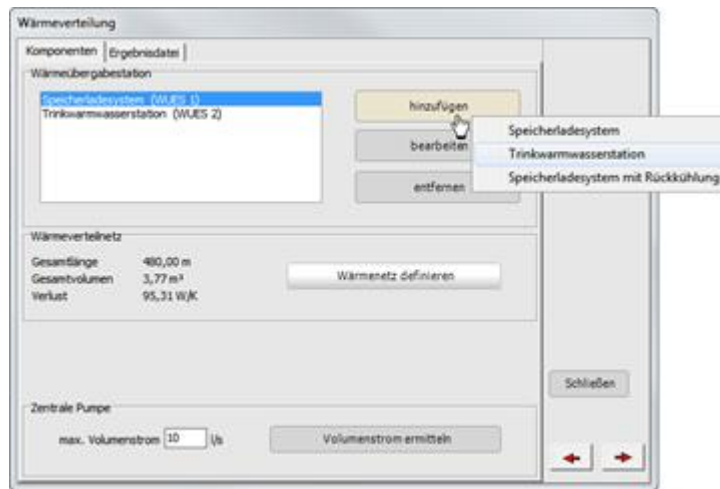 Wärmeverteilung
Komponenten Ergebnisdatei
Wärmeübergabestation
Speicherladesystem (WUES 1)
Trinkwarmwasserstation (WUES 2)
hinzufügen
bearbeiten
entfernen
Speicherladesystem
Trinkwarmwasserstation
Speicherladesystem mit Rückkühlung
Wärmeverteilnetz
Gesamtlänge 480,00 m
Gesamtvolumen 3,77 m³
Verlust 95,31 W/K
Wärmenetz definieren
Schließen
Zentrale Pumpe
max. Volumenstrom 10 l/s
Volumenstrom ermitteln